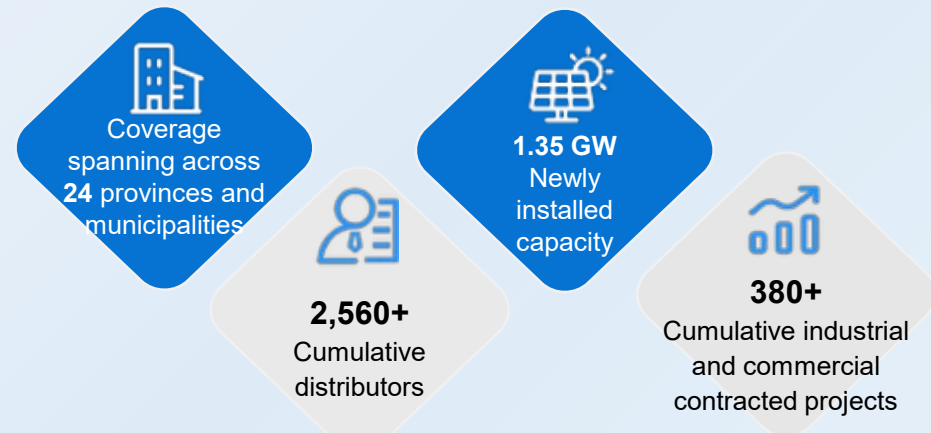 Coverage
spanning across
24 provinces and
municipalities
1.35 GW
Newly
installed
capacity
2,560+
Cumulative
distributors
380+
Cumulative industrial
and commercial
contracted projects